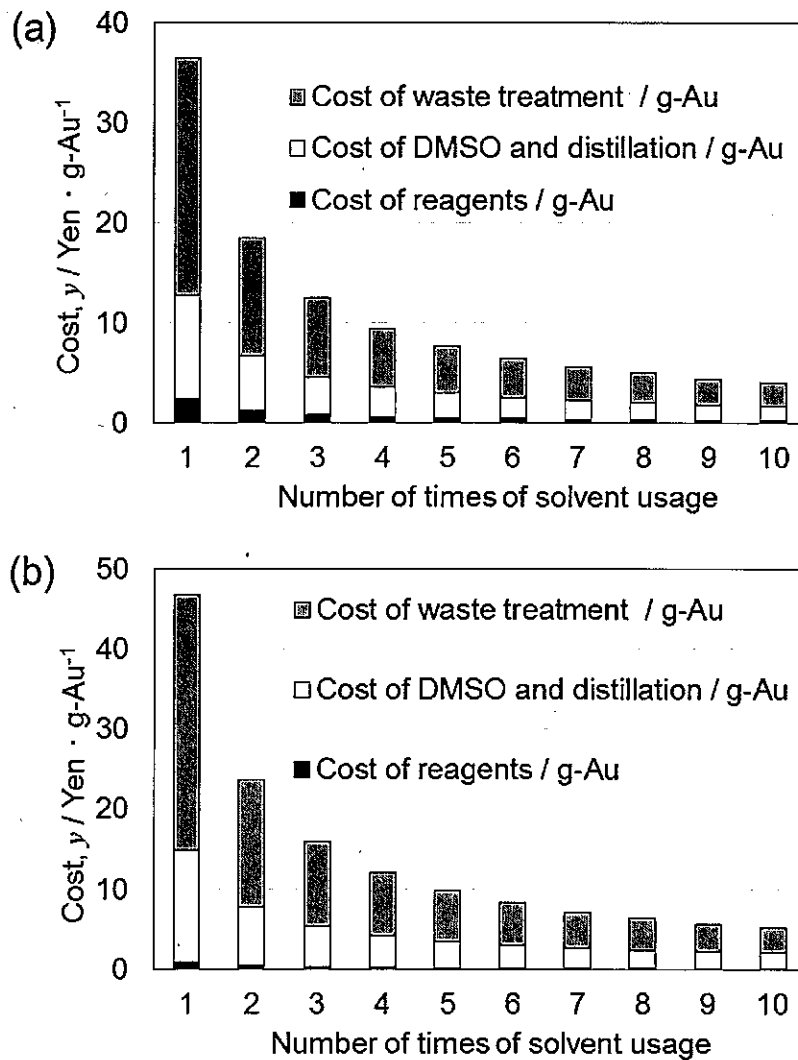 (a)
40
30
20
10
0
Cost, y / Yen · g-Au⁻¹
Cost of waste treatment / g-Au
Cost of DMSO and distillation / g-Au
Cost of reagents / g-Au
1 2 3 4 5 6 7 8 9 10
Number of times of solvent usage
(b)
50
40
30
20
10
0
Cost, y / Yen · g-Au⁻¹
Cost of waste treatment / g-Au
Cost of DMSO and distillation / g-Au
Cost of reagents / g-Au
1 2 3 4 5 6 7 8 9 10
Number of times of solvent usage